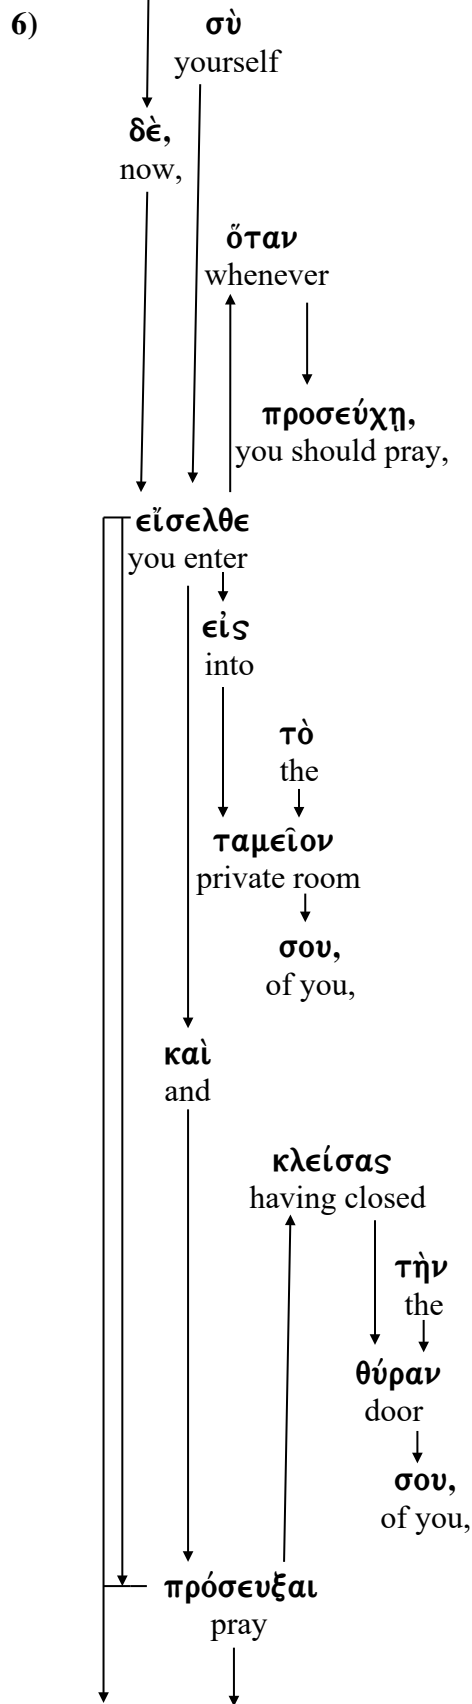 6) σὺ
yourself
δὲ,
now,
ὅταν
whenever
προσεύχῃ,
you should pray,
εἴσελθε
you enter
εἰς
into
τὸ
the
ταμεῖον
private room
σου,
of you,
καὶ
and
κλείσας
having closed
τὴν
the
θύραν
door
σου,
of you,
πρόσευξαι
pray